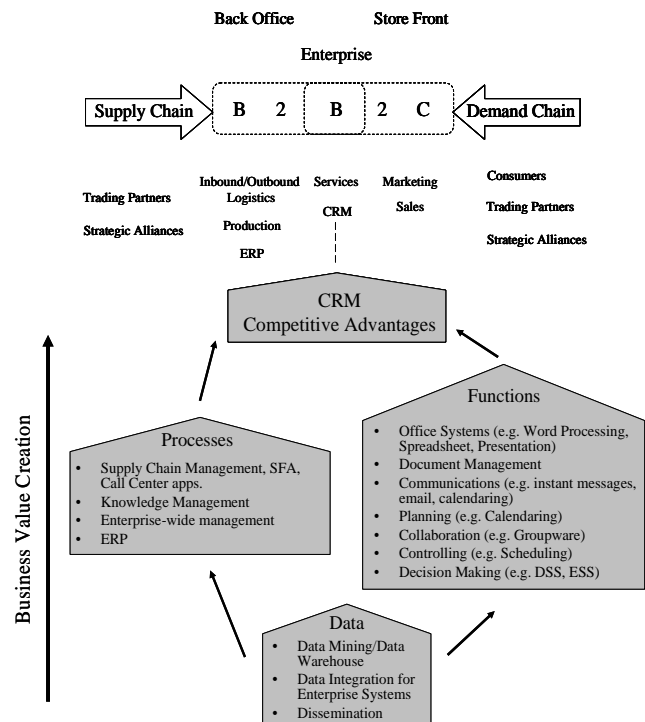 Back Office Store Front
Enterprise
Supply Chain B 2 B 2 C Demand Chain
Trading Partners
Strategic Alliances
Inbound/Outbound
Logistics
Production
ERP
Services
CRM
Marketing
Sales
Consumers
Trading Partners
Strategic Alliances
CRM
Competitive Advantages
Business Value Creation
Processes
• Supply Chain Management, SFA,
Call Center apps.
• Knowledge Management
• Enterprise-wide management
• ERP
Functions
• Office Systems (e.g. Word Processing,
Spreadsheet, Presentation)
• Document Management
• Communications (e.g. instant messages,
email, calendaring)
• Planning (e.g. Calendaring)
• Collaboration (e.g. Groupware)
• Controlling (e.g. Scheduling)
• Decision Making (e.g. DSS, ESS)
Data
• Data Mining/Data
Warehouse
• Data Integration for
Enterprise Systems
• Dissemination